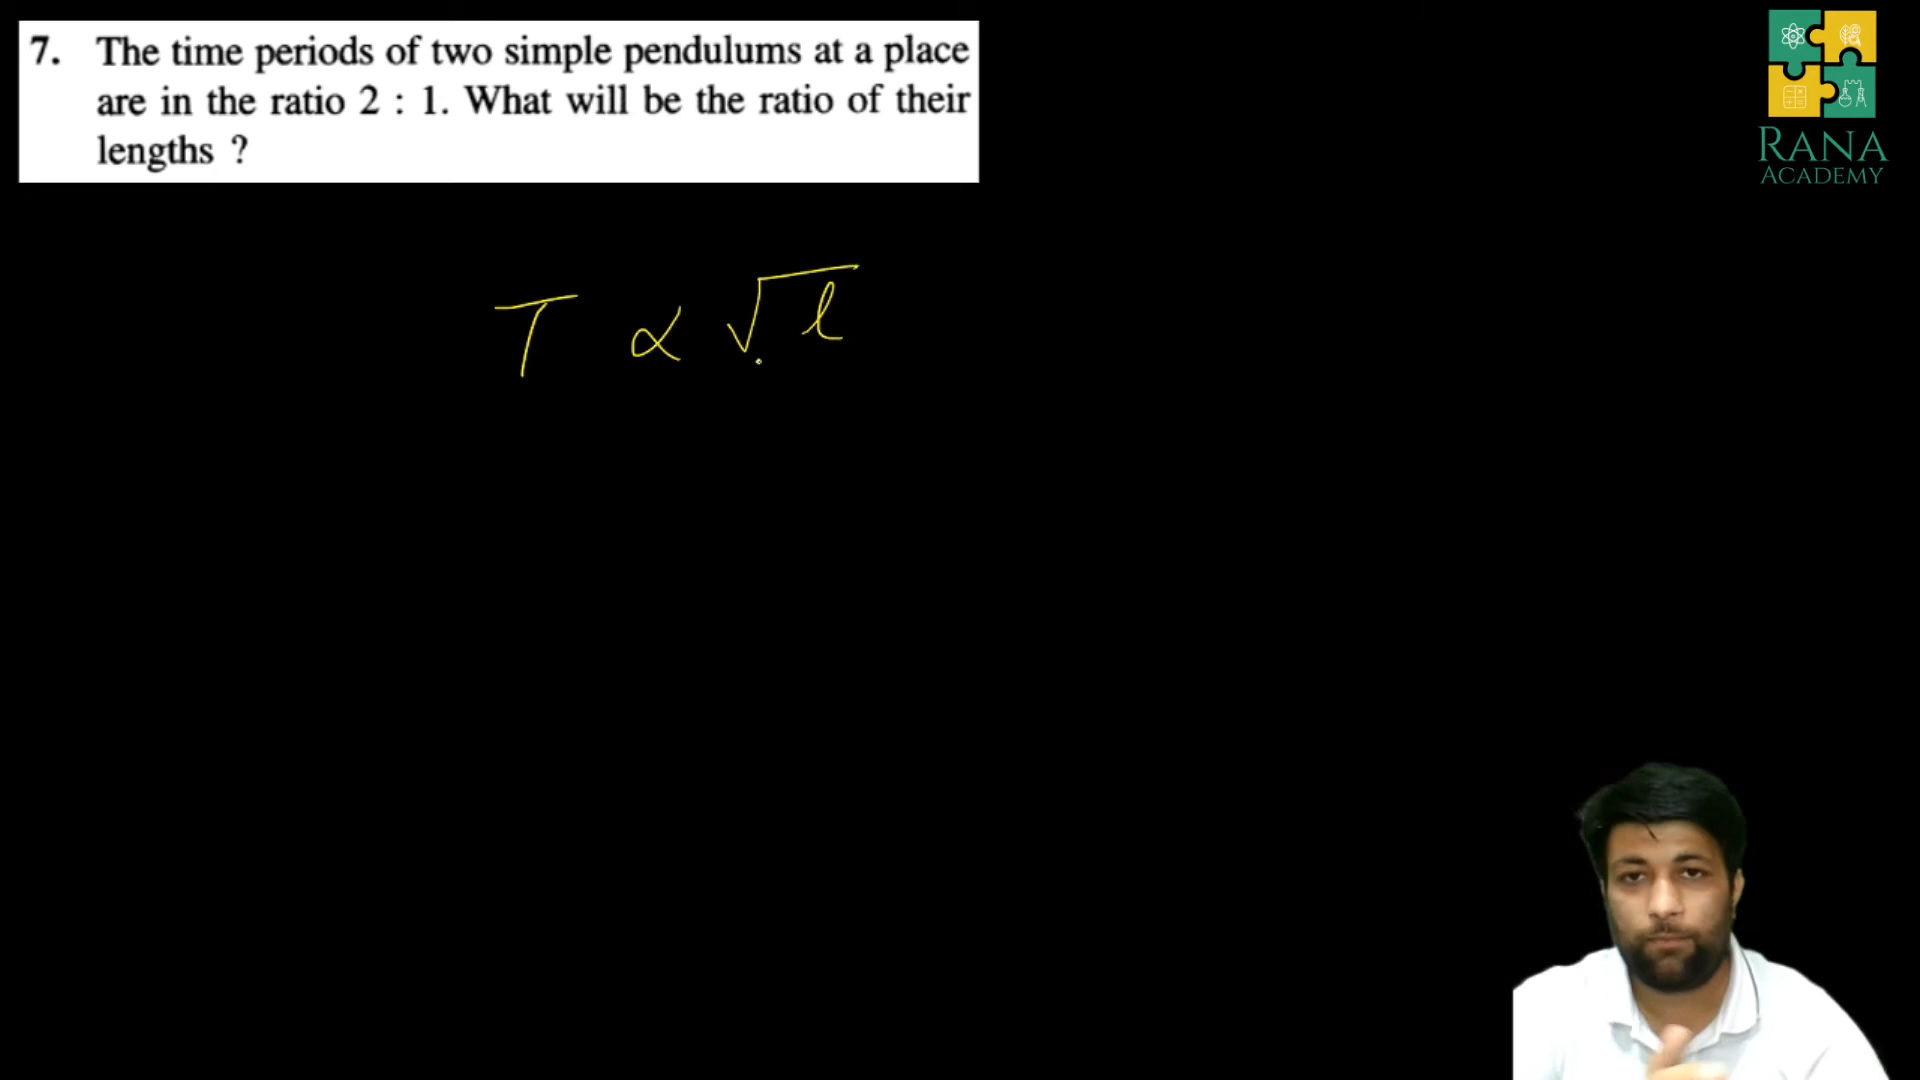 7. The time periods of two simple pendulums at a place
are in the ratio 2 : 1. What will be the ratio of their
lengths ?
RANA
ACADEMY
T ∝ √l